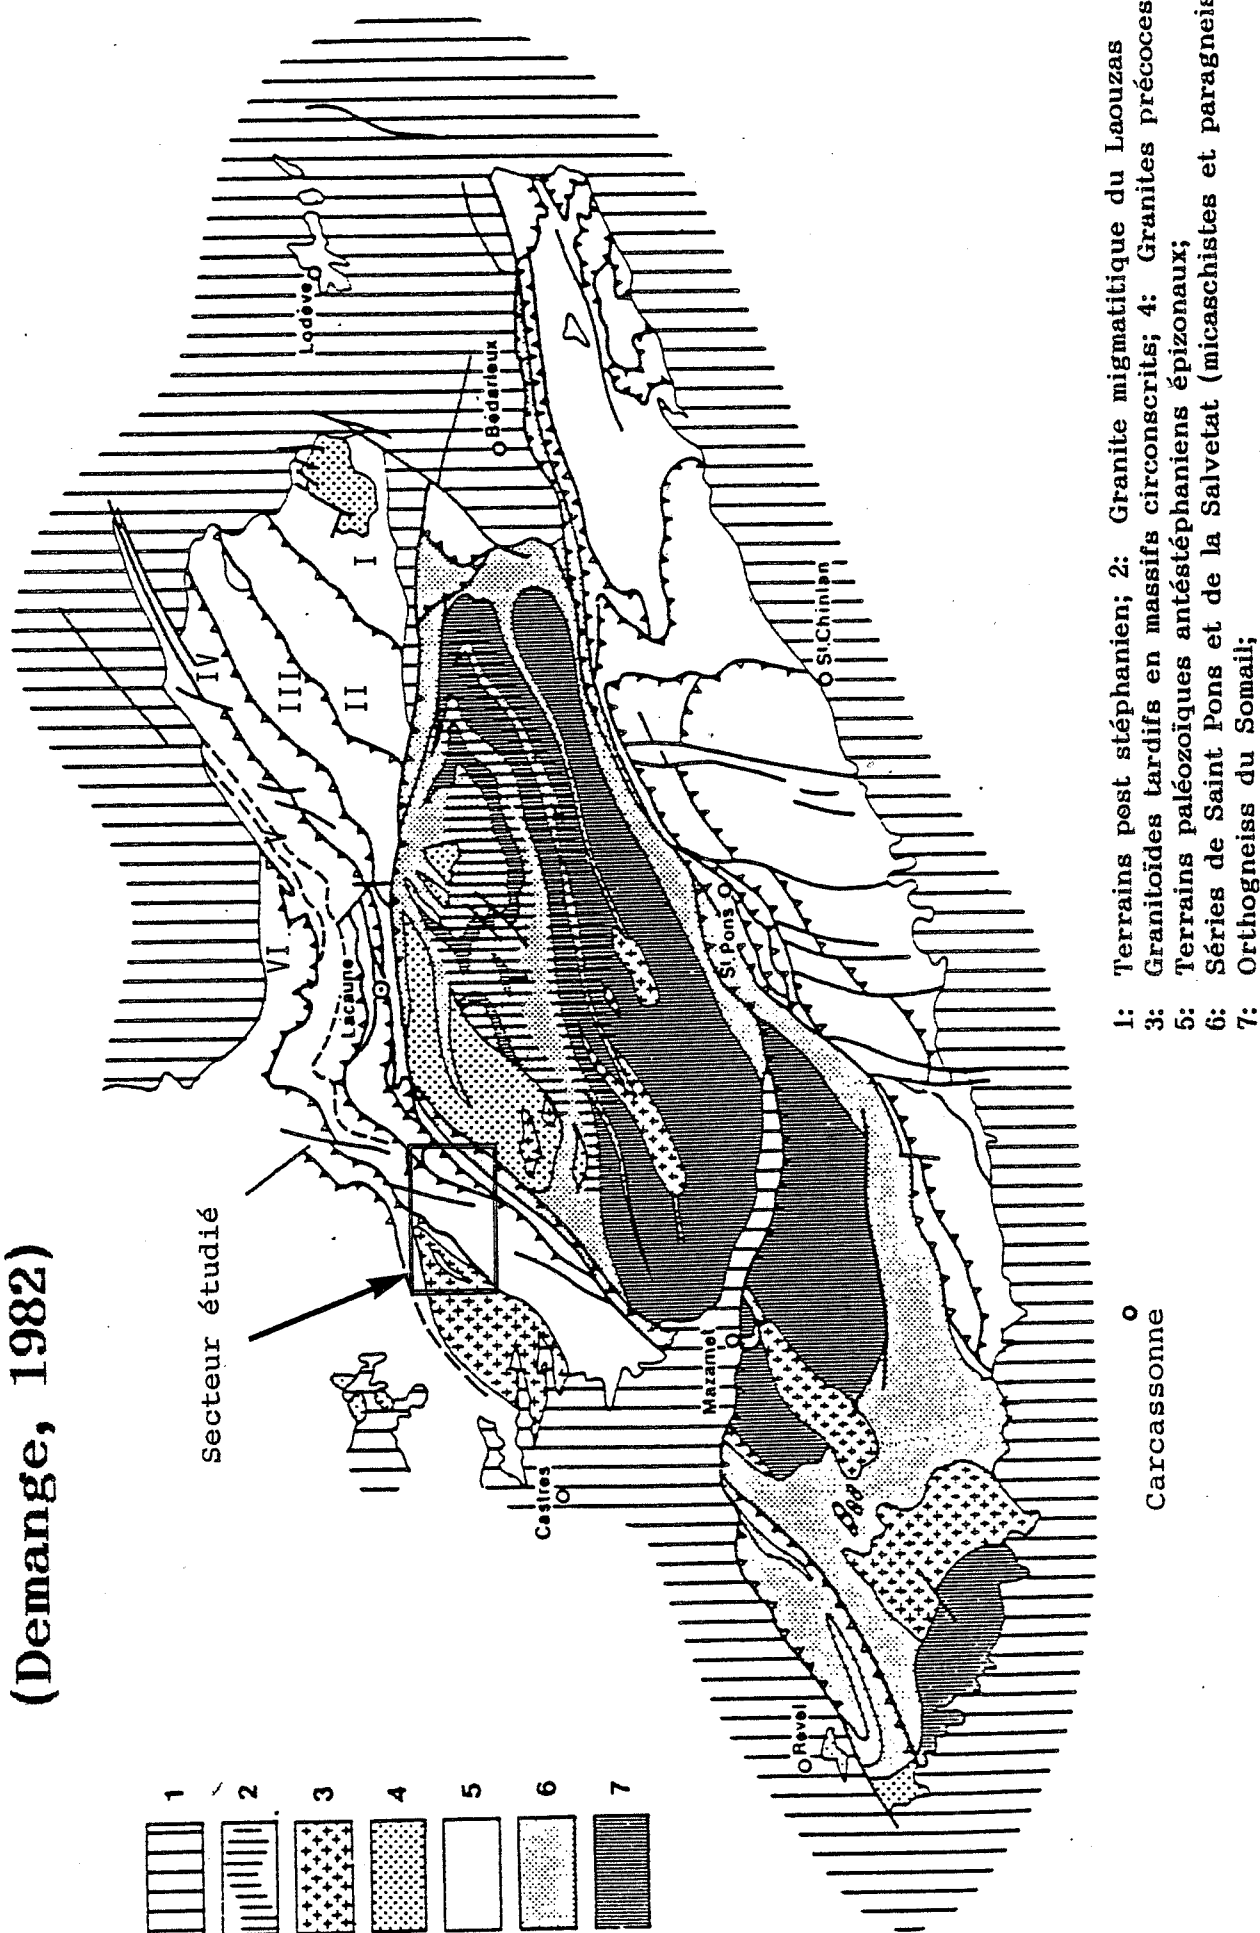 (Demange, 1982)
Secteur étudié
1
2
3
4
5
6
7
Lodève
Bédarieux
I
II
III
IV
VI
Lacaune
St Chinian
St Pons
Mazamet
Castres
Revel
Carcassonne
1: Terrains post stéphanien; 2: Granite migmatitique du Laouzas
3: Granitoïdes tardifs en massifs circonscrits; 4: Granites précoces
5: Terrains paléozoïques antéstéphaniens épizonaux;
6: Séries de Saint Pons et de la Salvetat (micaschistes et paragneis
7: Orthogneiss du Somail;